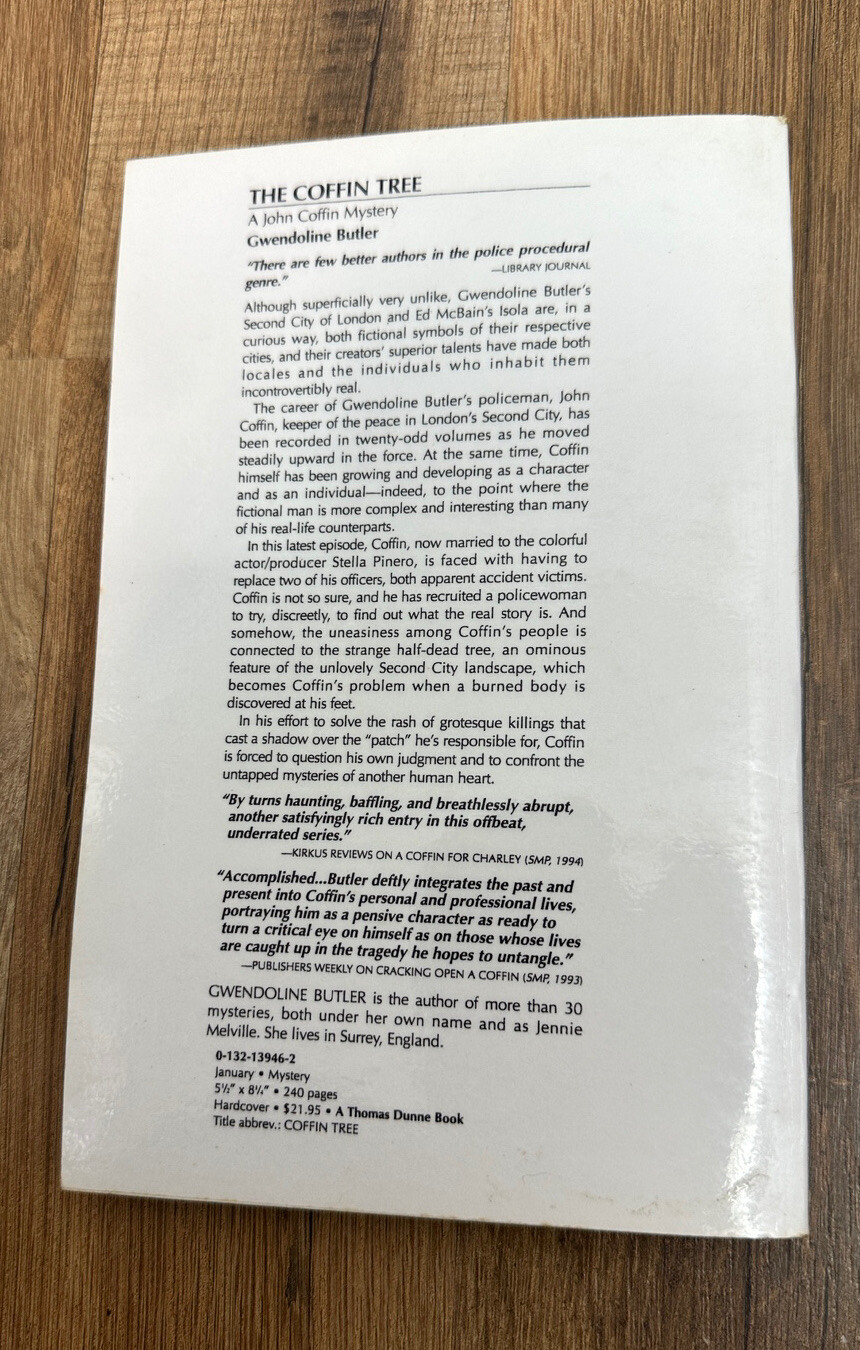 THE COFFIN TREE
A John Coffin Mystery
Gwendoline Butler
"There are few better authors in the police procedural
genre."
—LIBRARY JOURNAL
Although superficially very unlike, Gwendoline Butler's
Second City of London and Ed McBain's Isola are, in a
curious way, both fictional symbols of their respective
cities, and their creators' superior talents have made both
locales and the individuals who inhabit them
incontrovertibly real.
The career of Gwendoline Butler's policeman, John
Coffin, keeper of the peace in London's Second City, has
been recorded in twenty-odd volumes as he moved
steadily upward in the force. At the same time, Coffin
himself has been growing and developing as a character
and as an individual—indeed, to the point where the
fictional man is more complex and interesting than many
of his real-life counterparts.
In this latest episode, Coffin, now married to the colorful
actor/producer Stella Pinero, is faced with having to
replace two of his officers, both apparent accident victims.
Coffin is not so sure, and he has recruited a policewoman
to try, discreetly, to find out what the real story is. And
somehow, the uneasiness among Coffin's people is
connected to the strange half-dead tree, an ominous
feature of the unlovely Second City landscape, which
becomes Coffin's problem when a burned body is
discovered at his feet.
In his effort to solve the rash of grotesque killings that
cast a shadow over the "patch" he's responsible for, Coffin
is forced to question his own judgment and to confront the
untapped mysteries of another human heart.
"By turns haunting, baffling, and breathlessly abrupt,
another satisfyingly rich entry in this offbeat,
underrated series."
—KIRKUS REVIEWS ON A COFFIN FOR CHARLEY (SMP, 1994)
"Accomplished...Butler deftly integrates the past and
present into Coffin's personal and professional lives,
portraying him as a pensive character as ready to
turn a critical eye on himself as on those whose lives
are caught up in the tragedy he hopes to untangle."
—PUBLISHERS WEEKLY ON CRACKING OPEN A COFFIN (SMP, 1993)
GWENDOLINE BUTLER is the author of more than 30
mysteries, both under her own name and as Jennie
Melville. She lives in Surrey, England.
0-132-13946-2
January • Mystery
5½" x 8¼" • 240 pages
Hardcover • $21.95 • A Thomas Dunne Book
Title abbrev.: COFFIN TREE